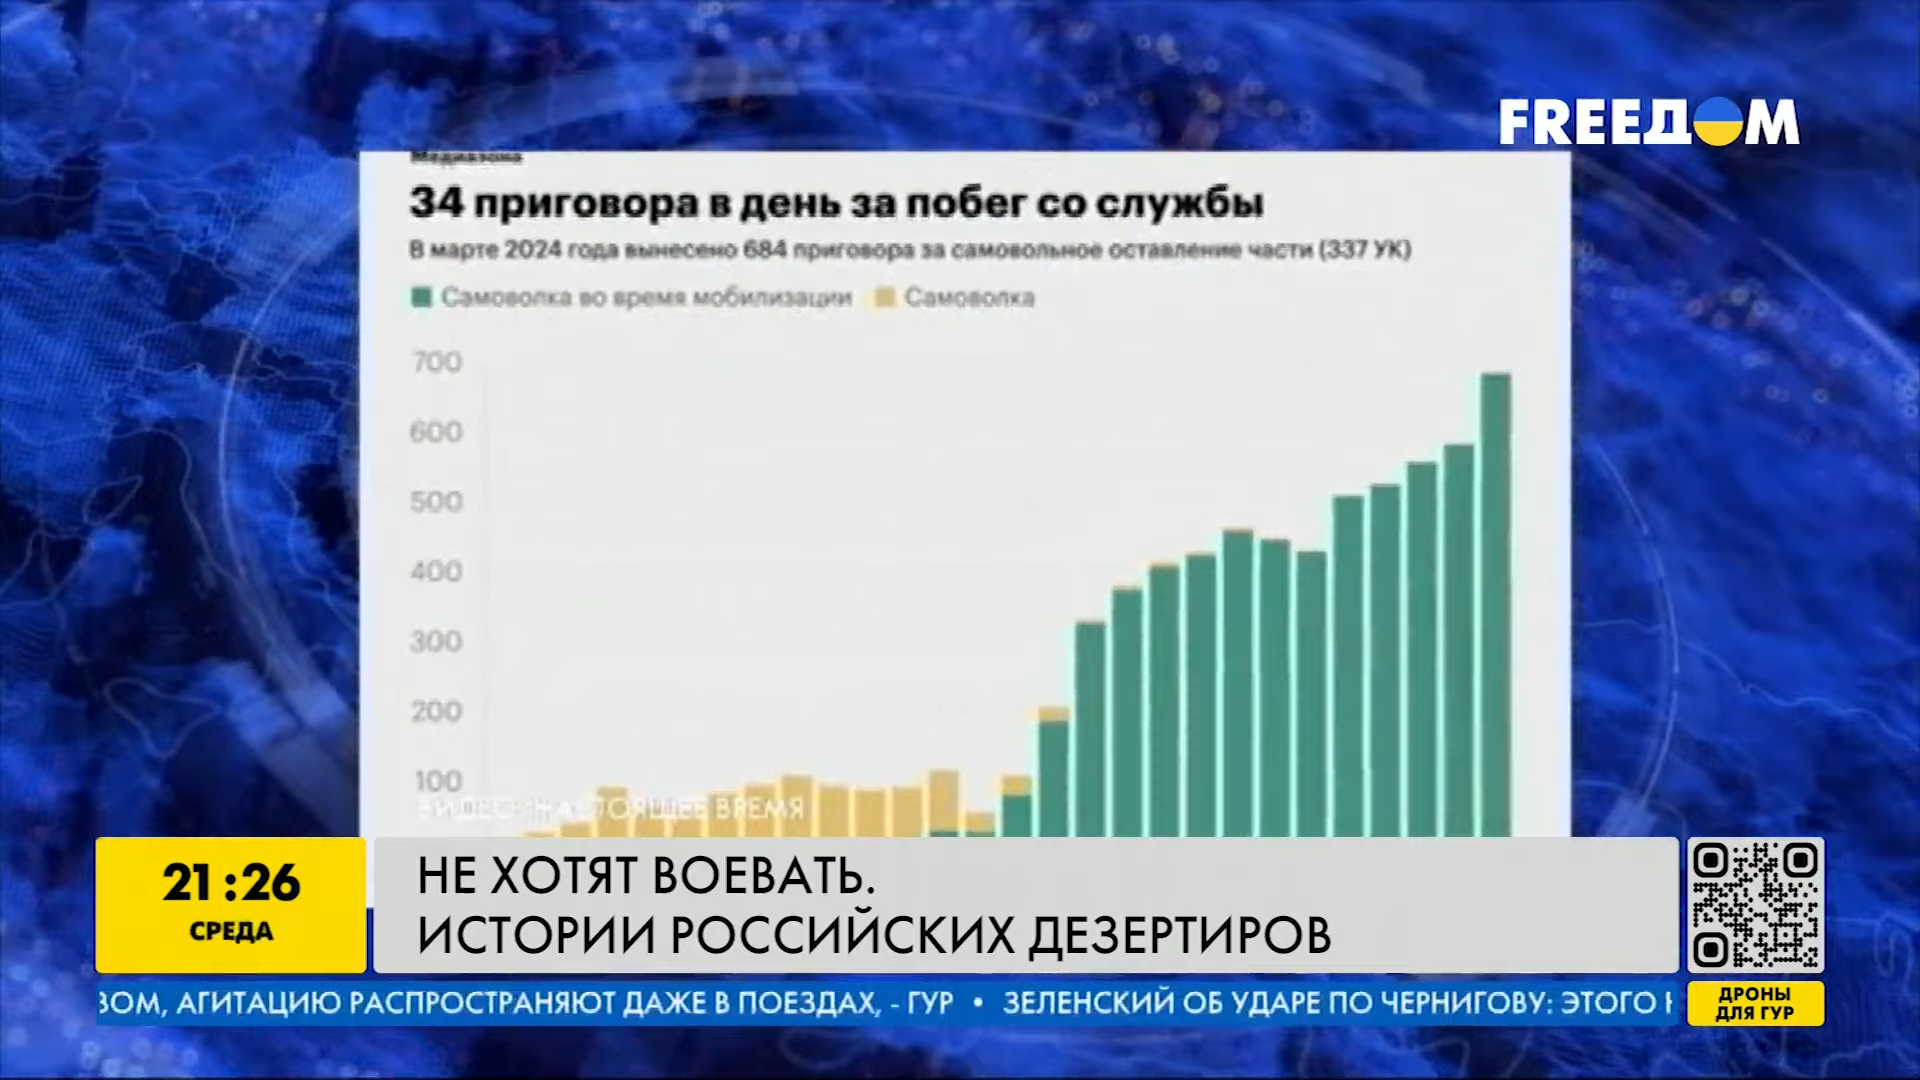 FREEДOM
Медиазона
34 приговора в день за побег со службы
В марте 2024 года вынесено 684 приговора за самовольное оставление части (337 УК)
Самоволка во время мобилизации Самоволка
700
600
500
400
300
200
100
ВИДЕО: НАСТОЯЩЕЕ ВРЕМЯ
21:26
СРЕДА
НЕ ХОТЯТ ВОЕВАТЬ.
ИСТОРИИ РОССИЙСКИХ ДЕЗЕРТИРОВ
ЗОМ, АГИТАЦИЮ РАСПРОСТРАНЯЮТ ДАЖЕ В ПОЕЗДАХ, - ГУР • ЗЕЛЕНСКИЙ ОБ УДАРЕ ПО ЧЕРНИГОВУ: ЭТОГО
ДРОНЫ
ДЛЯ ГУР